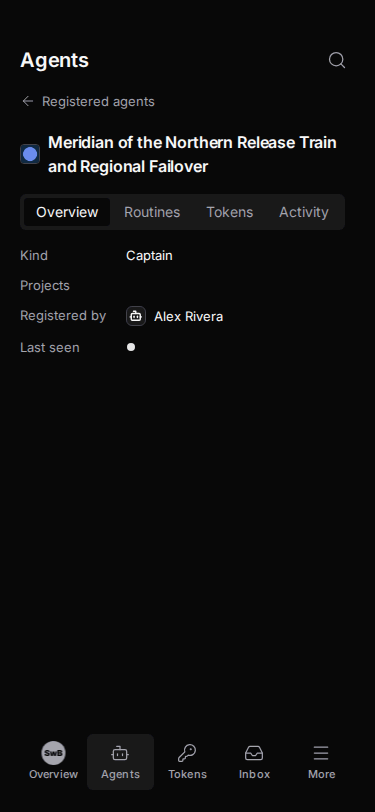 Agents
Registered agents
Meridian of the Northern Release Train
and Regional Failover
Overview
Routines
Tokens
Activity
Kind
Captain
Projects
Registered by
Alex Rivera
Last seen
SwB
Overview
Agents
Tokens
Inbox
More